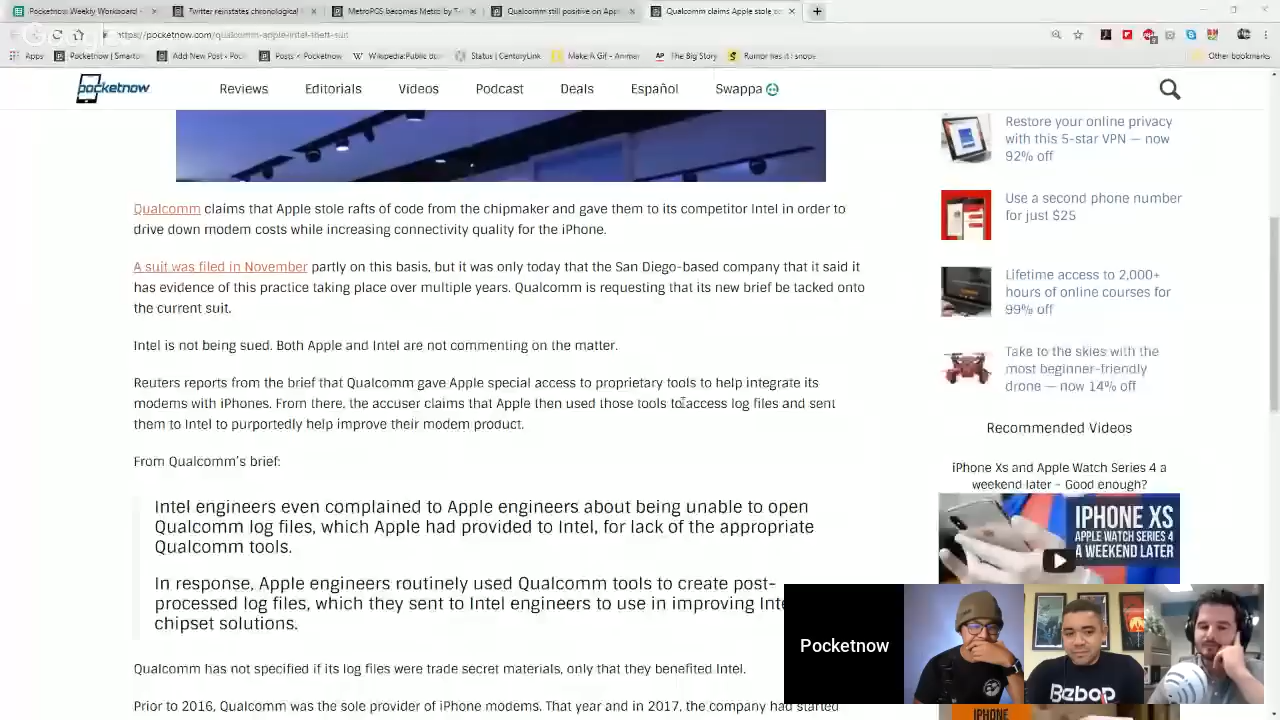 Pocketnow Weekly
Twitter reinstates chronological
MetroPCS becomes Metro by T-
Qualcomm still positive on Appl
Qualcomm claims Apple stole
https://pocketnow.com/qualcomm-apple-intel-theft-suit
Apps
Pocketnow | Smartp
Add New Post ‹ Pock
Posts ‹ Pocketnow
Wikipedia:Public do
Status | CenturyLink
Make A Gif - Animat
The Big Story
Rumor has it!
Other bookmarks
pocketnow
Reviews
Editorials
Videos
Podcast
Deals
Español
Swappa
Qualcomm claims that Apple stole rafts of code from the chipmaker and gave them to its competitor Intel in order to
drive down modem costs while increasing connectivity quality for the iPhone.
A suit was filed in November partly on this basis, but it was only today that the San Diego-based company that it said it
has evidence of this practice taking place over multiple years. Qualcomm is requesting that its new brief be tacked onto
the current suit.
Intel is not being sued. Both Apple and Intel are not commenting on the matter.
Reuters reports from the brief that Qualcomm gave Apple special access to proprietary tools to help integrate its
modems with iPhones. From there, the accuser claims that Apple then used those tools to access log files and sent
them to Intel to purportedly help improve their modem product.
From Qualcomm's brief:
Intel engineers even complained to Apple engineers about being unable to open
Qualcomm log files, which Apple had provided to Intel, for lack of the appropriate
Qualcomm tools.
In response, Apple engineers routinely used Qualcomm tools to create post-
processed log files, which they sent to Intel engineers to use in improving Inte
chipset solutions.
Qualcomm has not specified if its log files were trade secret materials, only that they benefited Intel.
Prior to 2016, Qualcomm was the sole provider of iPhone modems. That year and in 2017, the company had started
Restore your online privacy
with this 5-star VPN — now
92% off
Use a second phone number
for just $25
Lifetime access to 2,000+
hours of online courses for
99% off
Take to the skies with the
most beginner-friendly
drone — now 14% off
Recommended Videos
iPhone Xs and Apple Watch Series 4 a
weekend later - Good enough?
IPHONE XS
APPLE WATCH SERIES 4
A WEEKEND LATER
Pocketnow
Bebop
IPHONE